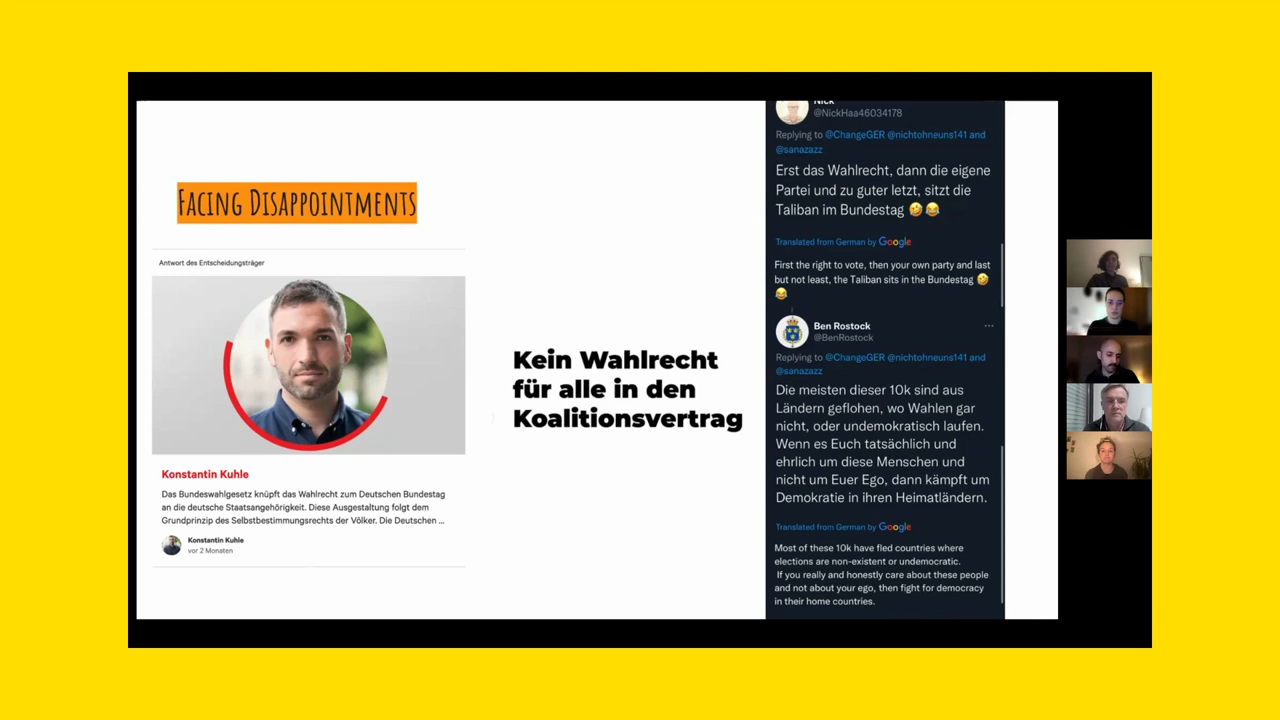 Facing Disappointments
Antwort des Entscheidungsträger
Konstantin Kuhle
Das Bundeswahlgesetz knüpft das Wahlrecht zum Deutschen Bundestag
an die deutsche Staatsangehörigkeit. Diese Ausgestaltung folgt dem
Grundprinzip des Selbstbestimmungsrechts der Völker. Die Deutschen ...
Konstantin Kuhle
vor 2 Monaten
Kein Wahlrecht
für alle in den
Koalitionsvertrag
Nick
@NickHaa46034178
Replying to @ChangeGER @nichtohneuns141 and
@sanazazz
Erst das Wahlrecht, dann die eigene
Partei und zu guter letzt, sitzt die
Taliban im Bundestag 🤣😂
Translated from German by Google
First the right to vote, then your own party and last
but not least, the Taliban sits in the Bundestag 🤣
😂
Ben Rostock
@BenRostock
Replying to @ChangeGER @nichtohneuns141 and
@sanazazz
Die meisten dieser 10k sind aus
Ländern geflohen, wo Wahlen gar
nicht, oder undemokratisch laufen.
Wenn es Euch tatsächlich und
ehrlich um diese Menschen und
nicht um Euer Ego, dann kämpft um
Demokratie in ihren Heimatländern.
Translated from German by Google
Most of these 10k have fled countries where
elections are non-existent or undemocratic.
If you really and honestly care about these people
and not about your ego, then fight for democracy
in their home countries.